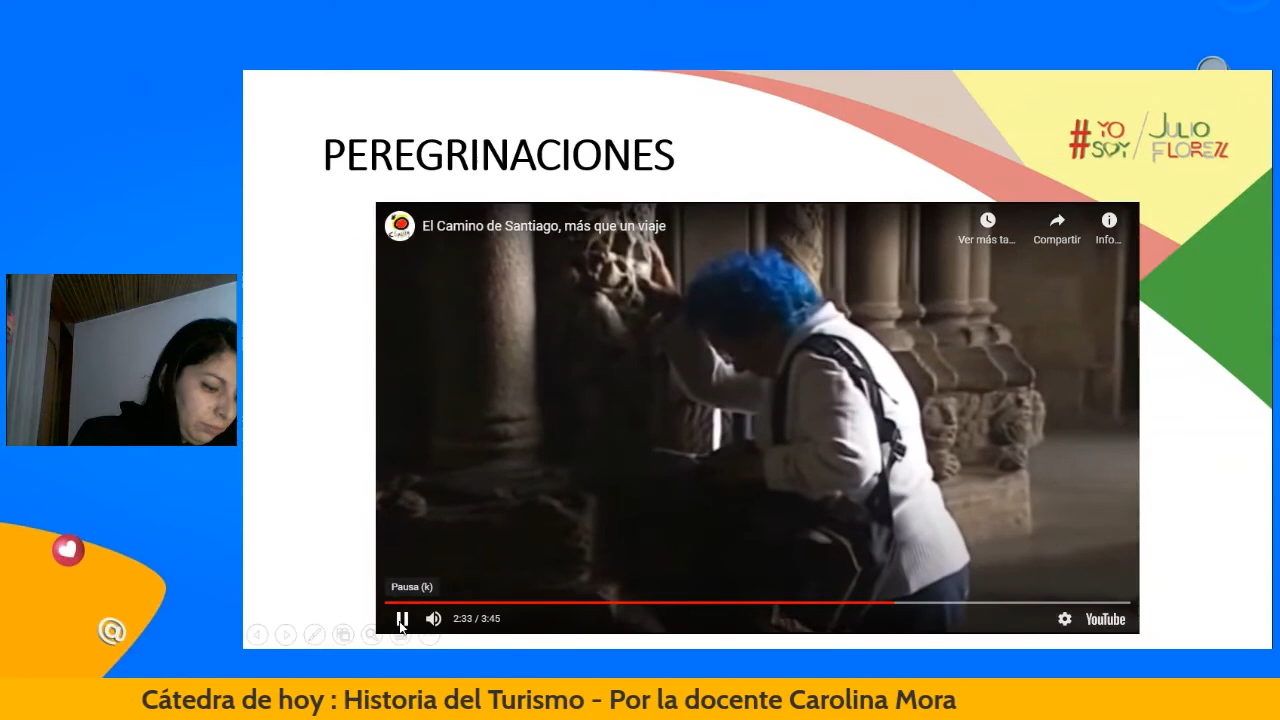 #YO SOY / JULIO FLOREZ
PEREGRINACIONES
El Camino de Santiago, más que un viaje
Ver más ta...
Compartir
Info...
Pausa (k)
2:33 / 3:45
YouTube
@
Cátedra de hoy : Historia del Turismo - Por la docente Carolina Mora